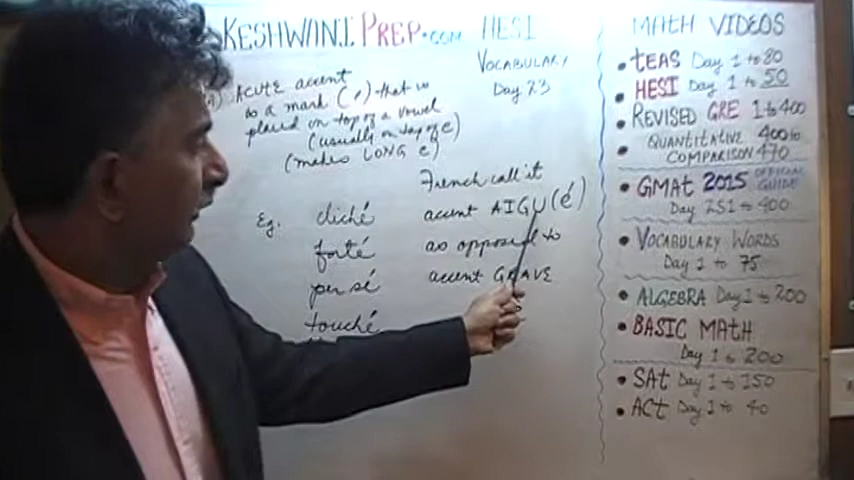 KESHWANI PREP.COM HESI
VOCABULARY
Day 23
ACUTE accent
is a mark (ʹ) that is
placed on top of a vowel
(usually on top of e)
(makes LONG e)
French call it
Eg. cliché accent AIGU (é)
forté as opposed to
per sé accent GRAVE
touché
MATH VIDEOS
• TEAS Day 1 to 80
• HESI Day 1 to 50
• REVISED GRE 1 to 400
• QUANTITATIVE 400 to
COMPARISON 470
• GMAT 2015 OFFICIAL GUIDE
Day 251 to 400
• VOCABULARY WORDS
Day 1 to 75
• ALGEBRA Day 1 to 200
• BASIC MATH
Day 1 to 200
• SAT Day 1 to 150
• ACT Day 1 to 40